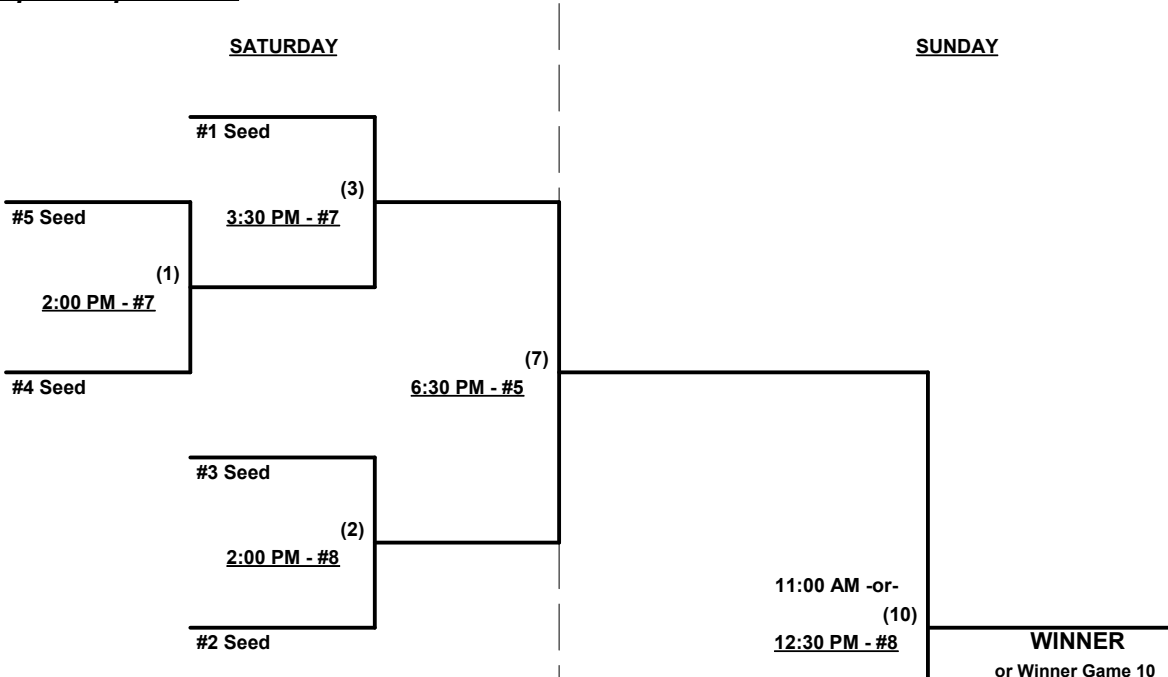 SATURDAY
SUNDAY
#1 Seed
(3)
#5 Seed
3:30 PM - #7
(1)
2:00 PM - #7
(7)
#4 Seed
6:30 PM - #5
#3 Seed
(2)
2:00 PM - #8
11:00 AM -or-
(10)
#2 Seed
12:30 PM - #8
WINNER
or Winner Game 10